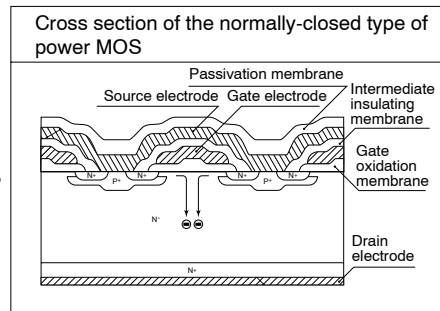 Cross section of the normally-closed type of
power MOS
Passivation membrane
Source electrode
Gate electrode
Intermediate
insulating
membrane
Gate
oxidation
membrane
N+
N+
N+
N+
P+
P+
N−
N+
Drain
electrode